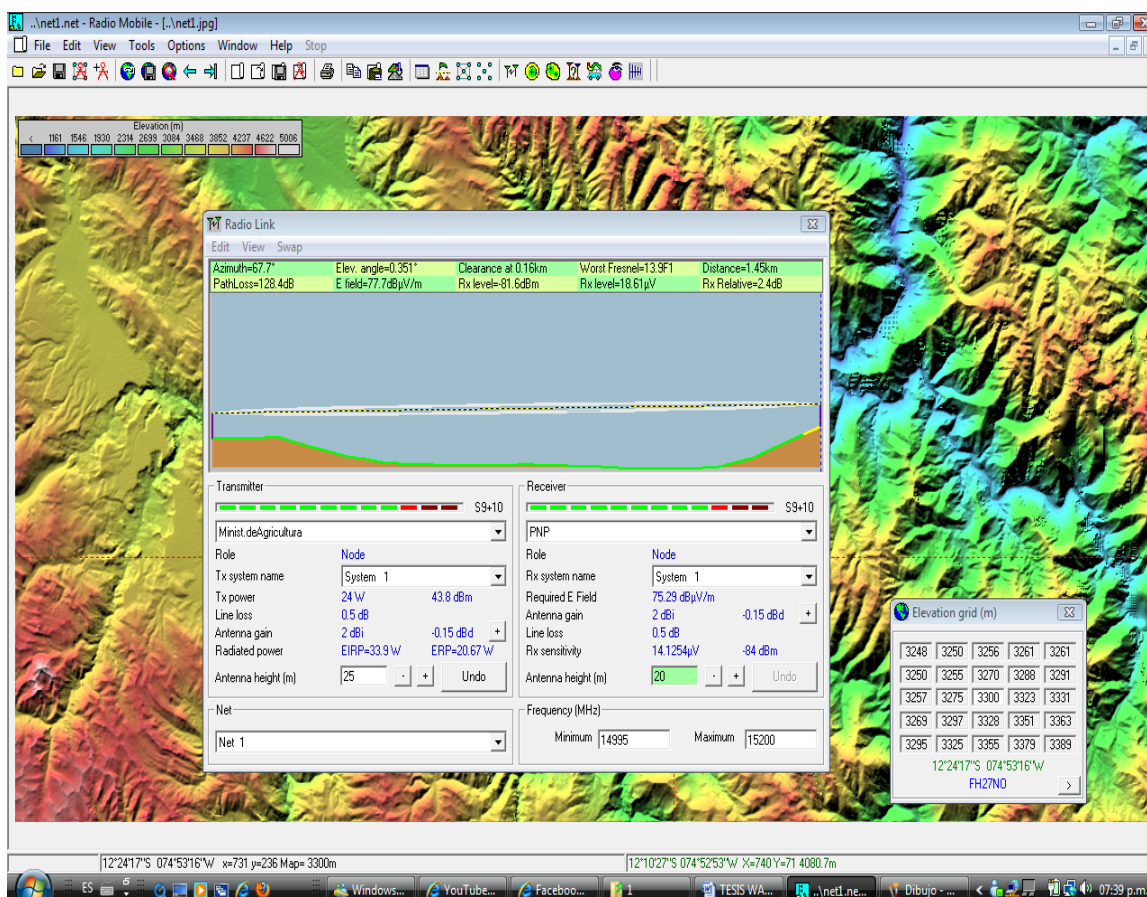 ..\net1.net - Radio Mobile - [..\net1.jpg]
File Edit View Tools Options Window Help Stop
Elevation (m)
< 1161 1546 1930 2314 2699 3084 3468 3852 4237 4622 5006
Radio Link
Edit View Swap
Azimuth=67.7° Elev. angle=0.351° Clearance at 0.16km Worst Fresnel=13.9F1 Distance=1.45km
PathLoss=128.4dB E field=77.7dBµV/m Rx level=-81.6dBm Rx level=18.61µV Rx Relative=2.4dB
Transmitter
S9+10
Minist.deAgricultura
Role Node
Tx system name System 1
Tx power 24 W 43.8 dBm
Line loss 0.5 dB
Antenna gain 2 dBi -0.15 dBd +
Radiated power EIRP=33.9 W ERP=20.67 W
Antenna height (m) 25 - + Undo
Net
Net 1
Receiver
S9+10
PNP
Role Node
Rx system name System 1
Required E Field 75.29 dBµV/m
Antenna gain 2 dBi -0.15 dBd +
Line loss 0.5 dB
Rx sensitivity 14.1254µV -84 dBm
Antenna height (m) 20 - + Undo
Frequency (MHz)
Minimum 14995 Maximum 15200
Elevation grid (m)
3248 3250 3256 3261 3261
3250 3255 3270 3288 3291
3257 3275 3300 3323 3331
3269 3297 3328 3351 3363
3295 3325 3355 3379 3389
12°24'17''S 074°53'16''W
FH27NO >
12°24'17''S 074°53'16''W x=731 y=236 Map= 3300m 12°10'27''S 074°52'53''W X=740 Y=71 4080.7m
ES Windows... YouTube... Faceboo... 1 TESIS WA... ..\net1.ne... Dibujo - ... < 07:39 p.m.